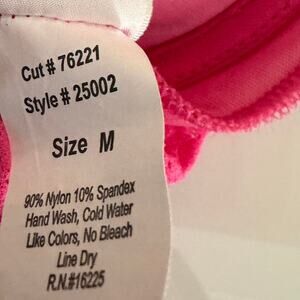 Cut # 76221
Style # 25002
Size M
90% Nylon 10% Spandex
Hand Wash, Cold Water
Like Colors, No Bleach
Line Dry
R.N.#16225